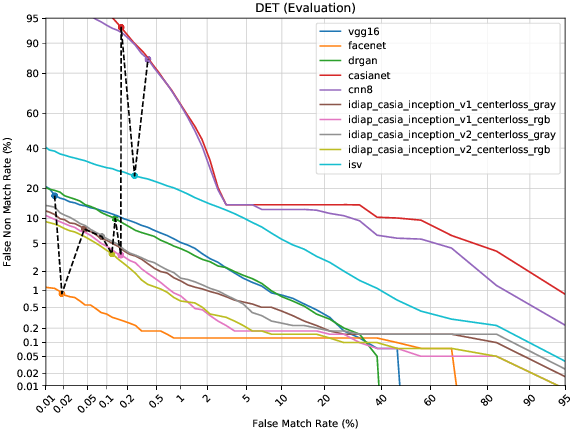 DET (Evaluation)
False Non Match Rate (%)
95
90
80
60
40
20
10
5
2
1
0.5
0.2
0.1
0.05
0.02
0.01
vgg16
facenet
drgan
casianet
cnn8
idiap_casia_inception_v1_centerloss_gray
idiap_casia_inception_v1_centerloss_rgb
idiap_casia_inception_v2_centerloss_gray
idiap_casia_inception_v2_centerloss_rgb
isv
0.01 0.02 0.05 0.1 0.2 0.5 1 2 5 10 20 40 60 80 90 95
False Match Rate (%)